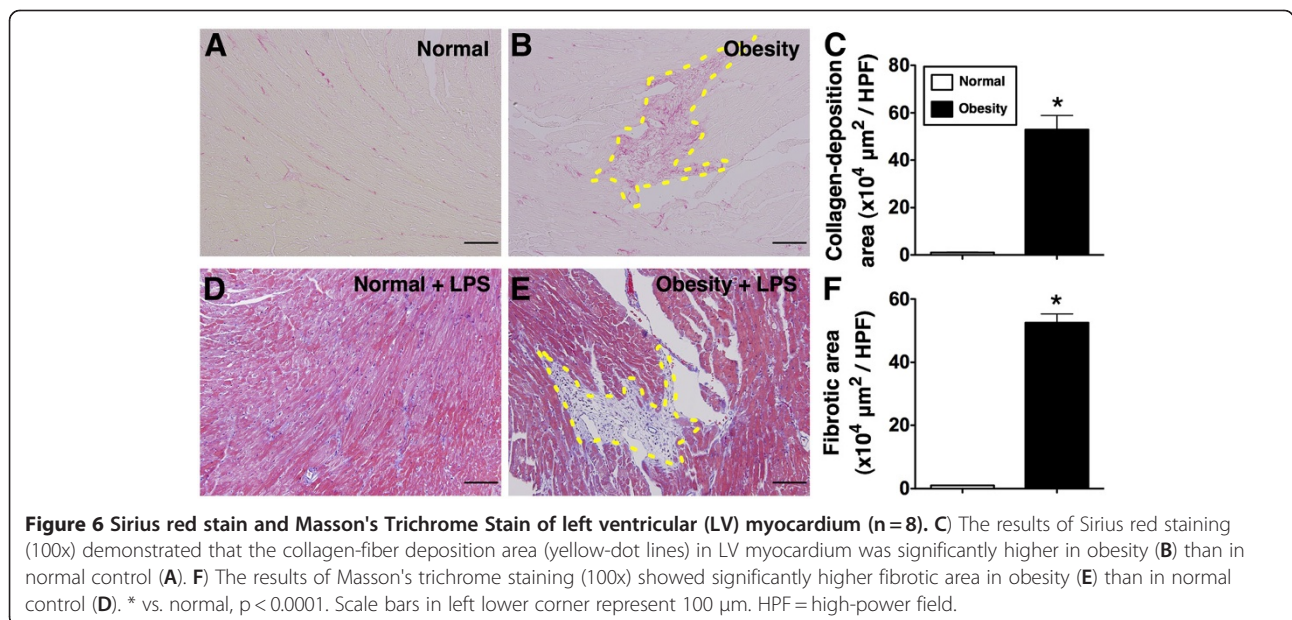 A
Normal
B
Obesity
C
Collagen-deposition
area (x10⁴ µm² / HPF)
80
60
40
20
0
Normal
Obesity
*
D
Normal + LPS
E
Obesity + LPS
F
Fibrotic area
(x10⁴ µm² / HPF)
60
40
20
0
*
Figure 6 Sirius red stain and Masson's Trichrome Stain of left ventricular (LV) myocardium (n = 8). C) The results of Sirius red staining
(100x) demonstrated that the collagen-fiber deposition area (yellow-dot lines) in LV myocardium was significantly higher in obesity (B) than in
normal control (A). F) The results of Masson's trichrome staining (100x) showed significantly higher fibrotic area in obesity (E) than in normal
control (D). * vs. normal, p < 0.0001. Scale bars in left lower corner represent 100 µm. HPF = high-power field.